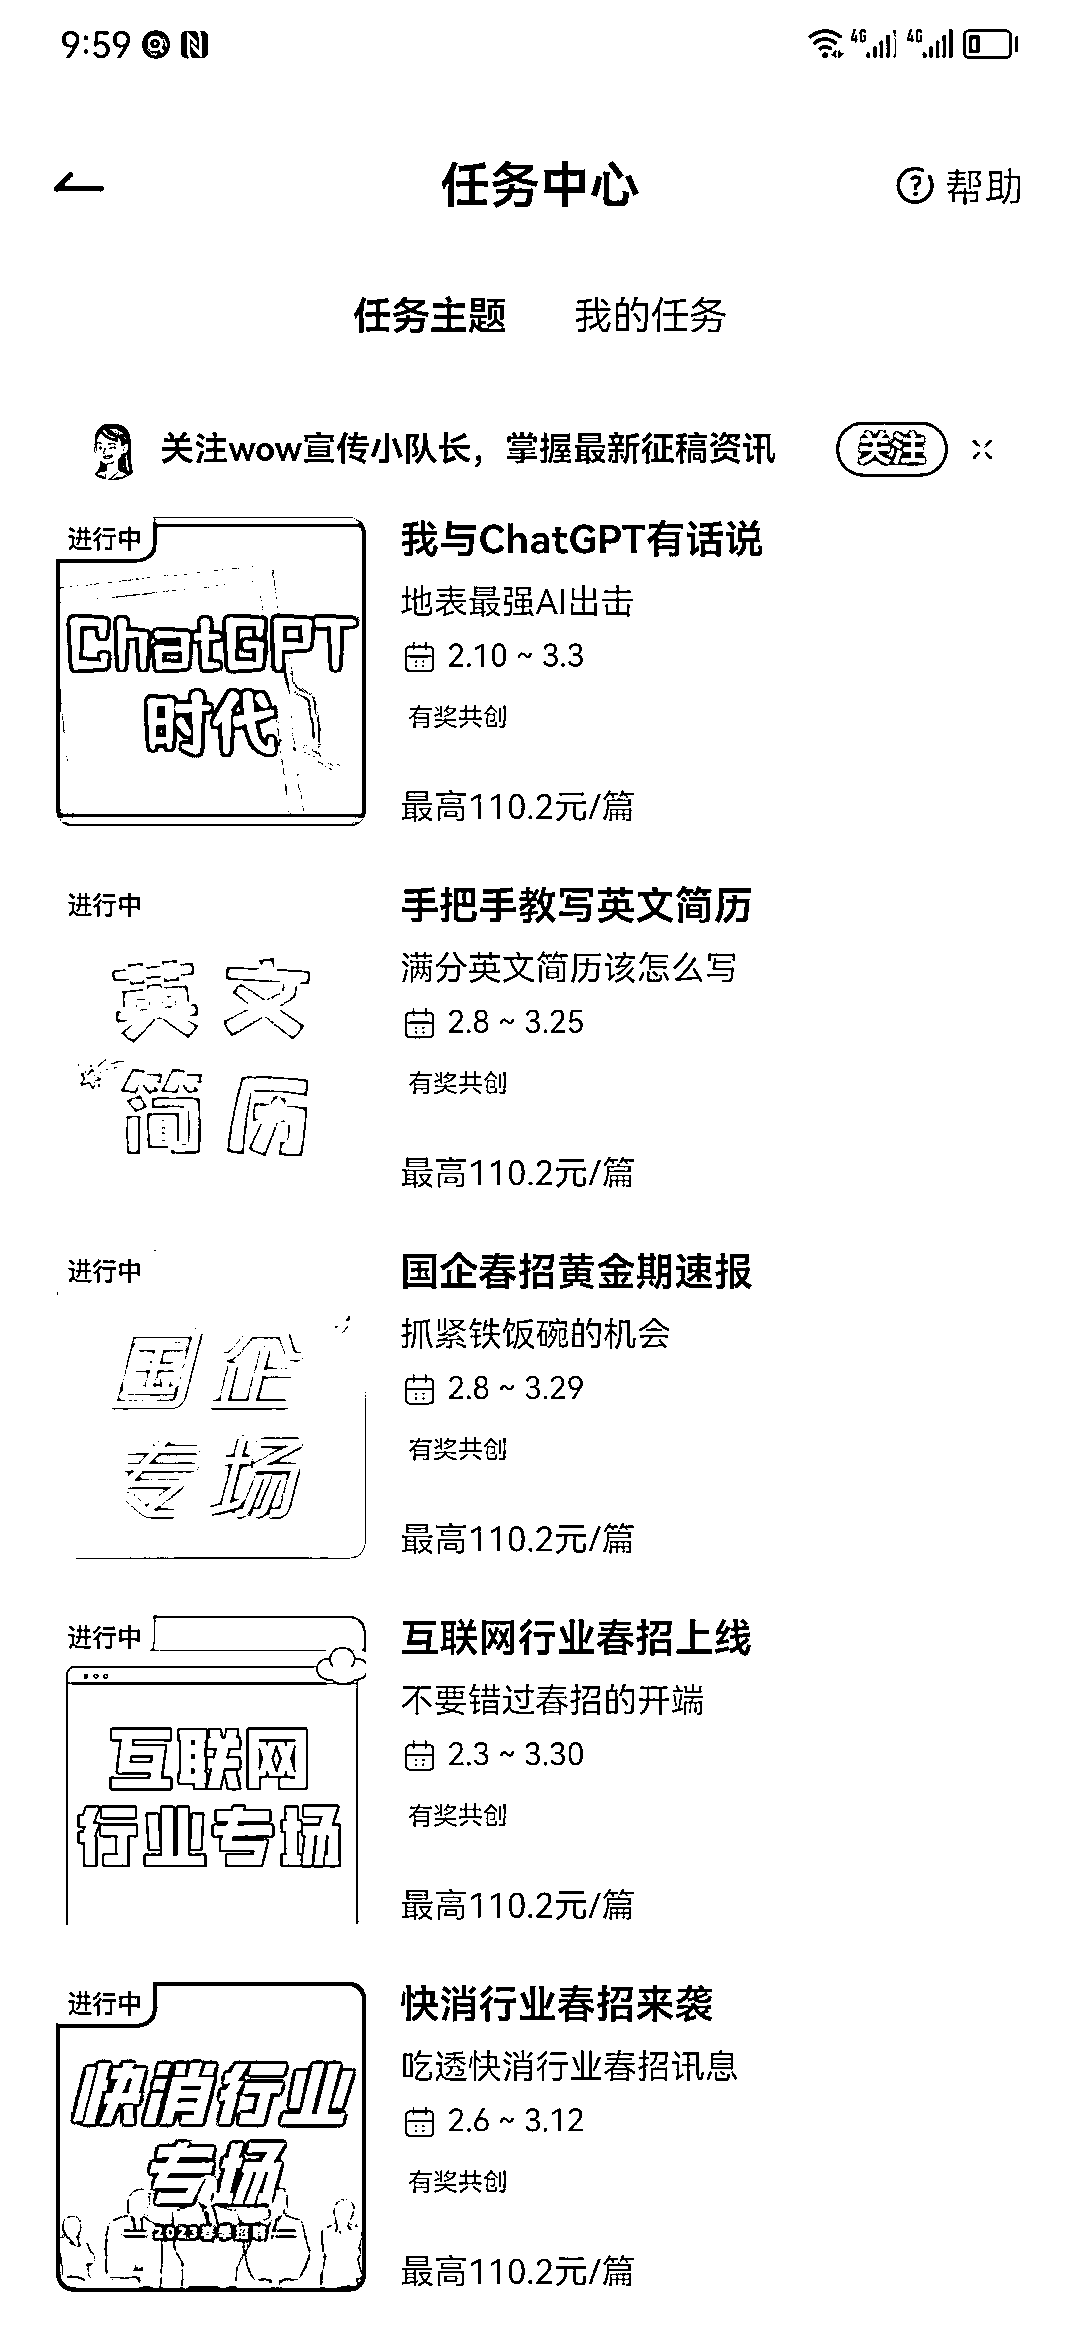 9:59
4G 4G
任务中心
帮助
任务主题 我的任务
关注wow宣传小队长，掌握最新征稿资讯
关注
进行中
ChatGPT
时代
我与ChatGPT有话说
地表最强AI出击
2.10 ~ 3.3
有奖共创
最高110.2元/篇
进行中
英文
简历
手把手教写英文简历
满分英文简历该怎么写
2.8 ~ 3.25
有奖共创
最高110.2元/篇
进行中
国企
专场
国企春招黄金期速报
抓紧铁饭碗的机会
2.8 ~ 3.29
有奖共创
最高110.2元/篇
进行中
互联网
行业专场
互联网行业春招上线
不要错过春招的开端
2.3 ~ 3.30
有奖共创
最高110.2元/篇
进行中
快消行业
专场
2023春季招聘
快消行业春招来袭
吃透快消行业春招讯息
2.6 ~ 3.12
有奖共创
最高110.2元/篇